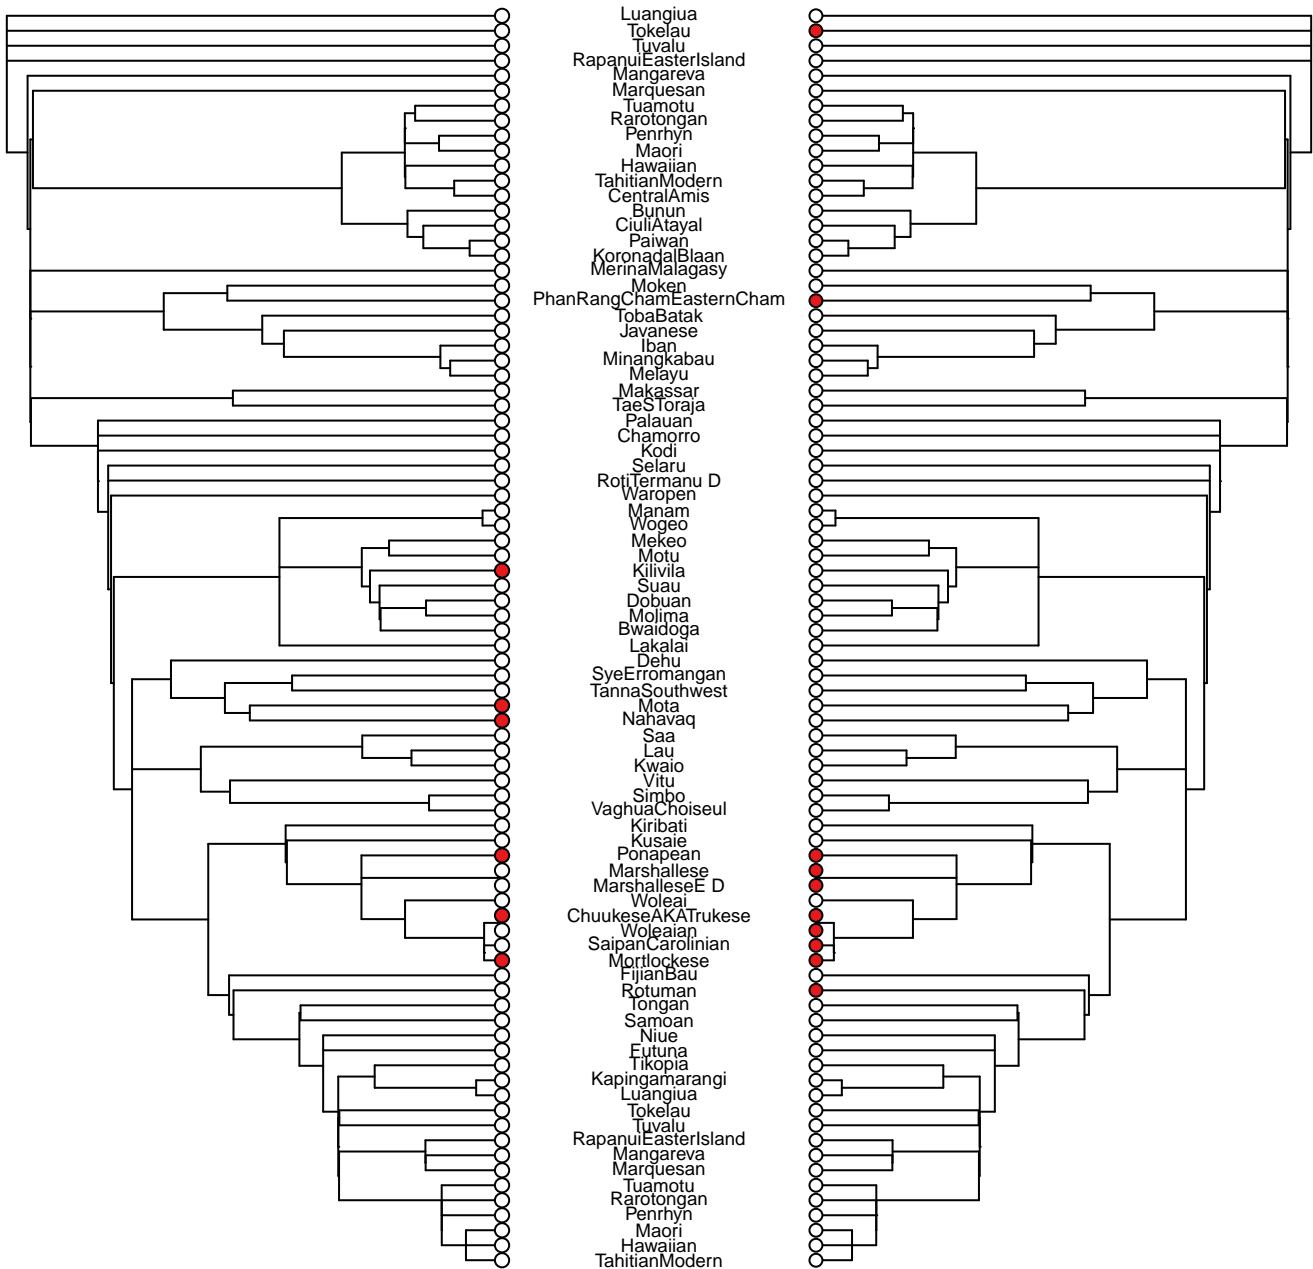 Luangiua
Tokelau
Tuvalu
RapanuiEasterIsland
Mangareva
Marquesan
Tuamotu
Rarotongan
Penrhyn
Maori
Hawaiian
TahitianModern
CentralAmis
Bunun
CiuliAtayal
Paiwan
KoronadalBlaan
MerinaMalagasy
Moken
PhanRangChamEasternCham
TobaBatak
Javanese
Iban
Minangkabau
Melayu
Makassar
TaeSToraja
Palauan
Chamorro
Kodi
Selaru
RotiTermanu D
Waropen
Manam
Wogeo
Mekeo
Motu
Kilivila
Suau
Dobuan
Molima
Bwaidoga
Lakalai
Dehu
SyeErromangan
TannaSouthwest
Mota
Nahavaq
Saa
Lau
Kwaio
Vitu
Simbo
VaghuaChoiseul
Kiribati
Kusaie
Ponapean
Marshallese
MarshalleseE D
Woleai
ChuukeseAKATrukese
Woleaian
SaipanCarolinian
Mortlockese
FijianBau
Rotuman
Tongan
Samoan
Niue
Futuna
Tikopia
Kapingamarangi
Luangiua
Tokelau
Tuvalu
RapanuiEasterIsland
Mangareva
Marquesan
Tuamotu
Rarotongan
Penrhyn
Maori
Hawaiian
TahitianModern